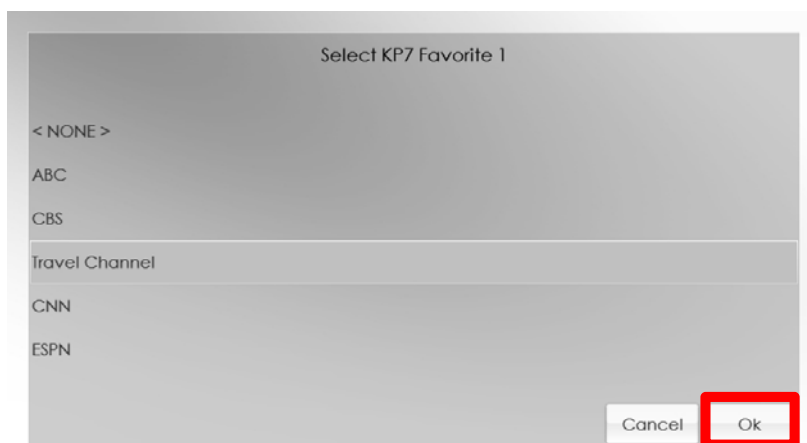 Select KP7 Favorite 1
< NONE >
ABC
CBS
Travel Channel
CNN
ESPN
Cancel Ok